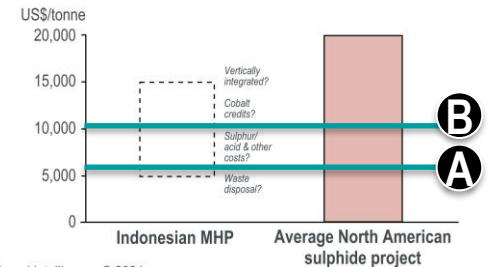 US$/tonne
20,000
15,000
10,000
5,000
0
Vertically
integrated?
Cobalt
credits?
Sulphur/
acid & other
costs?
Waste
disposal?
B
A
Indonesian MHP
Average North American
sulphide project